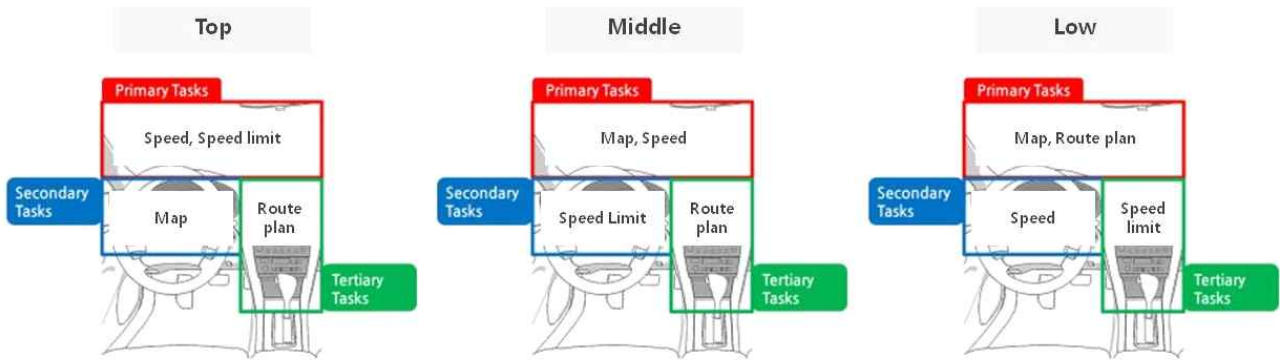 Top
Primary Tasks
Speed, Speed limit
Secondary
Tasks
Map
Route
plan
Tertiary
Tasks
Middle
Primary Tasks
Map, Speed
Secondary
Tasks
Speed Limit
Route
plan
Tertiary
Tasks
Low
Primary Tasks
Map, Route plan
Secondary
Tasks
Speed
Speed
limit
Tertiary
Tasks